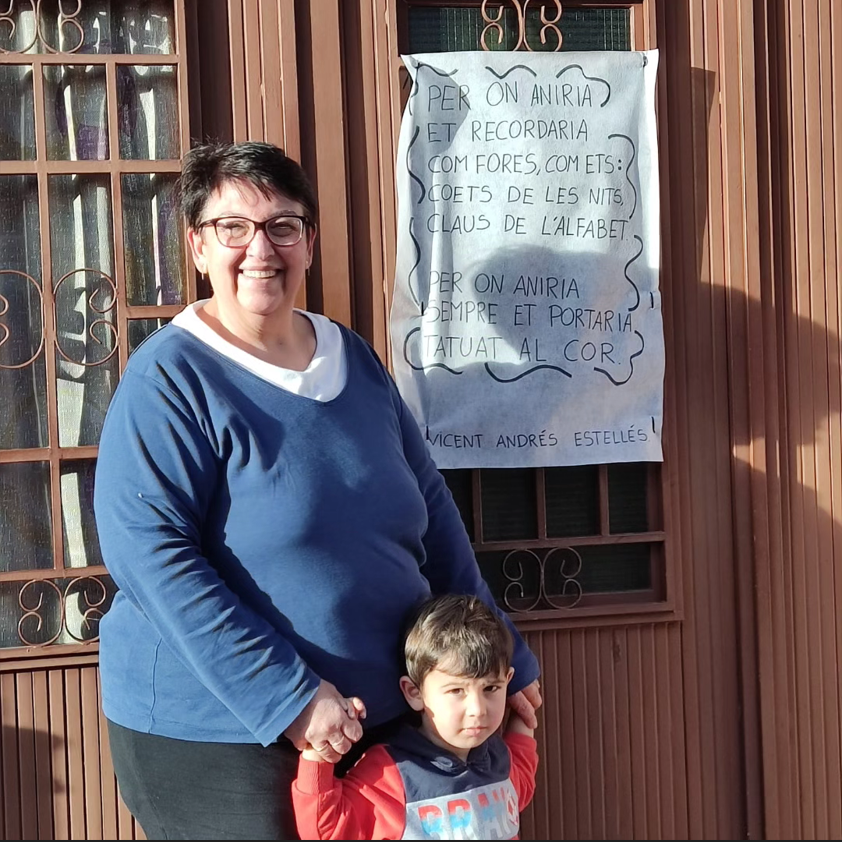 PER ON ANIRIA
ET RECORDARIA
COM FORES, COM ETS:
COETS DE LES NITS,
CLAUS DE L'ALFABET.
PER ON ANIRIA
SEMPRE ET PORTARIA
TATUAT AL COR.
VICENT ANDRÉS ESTELLÉS